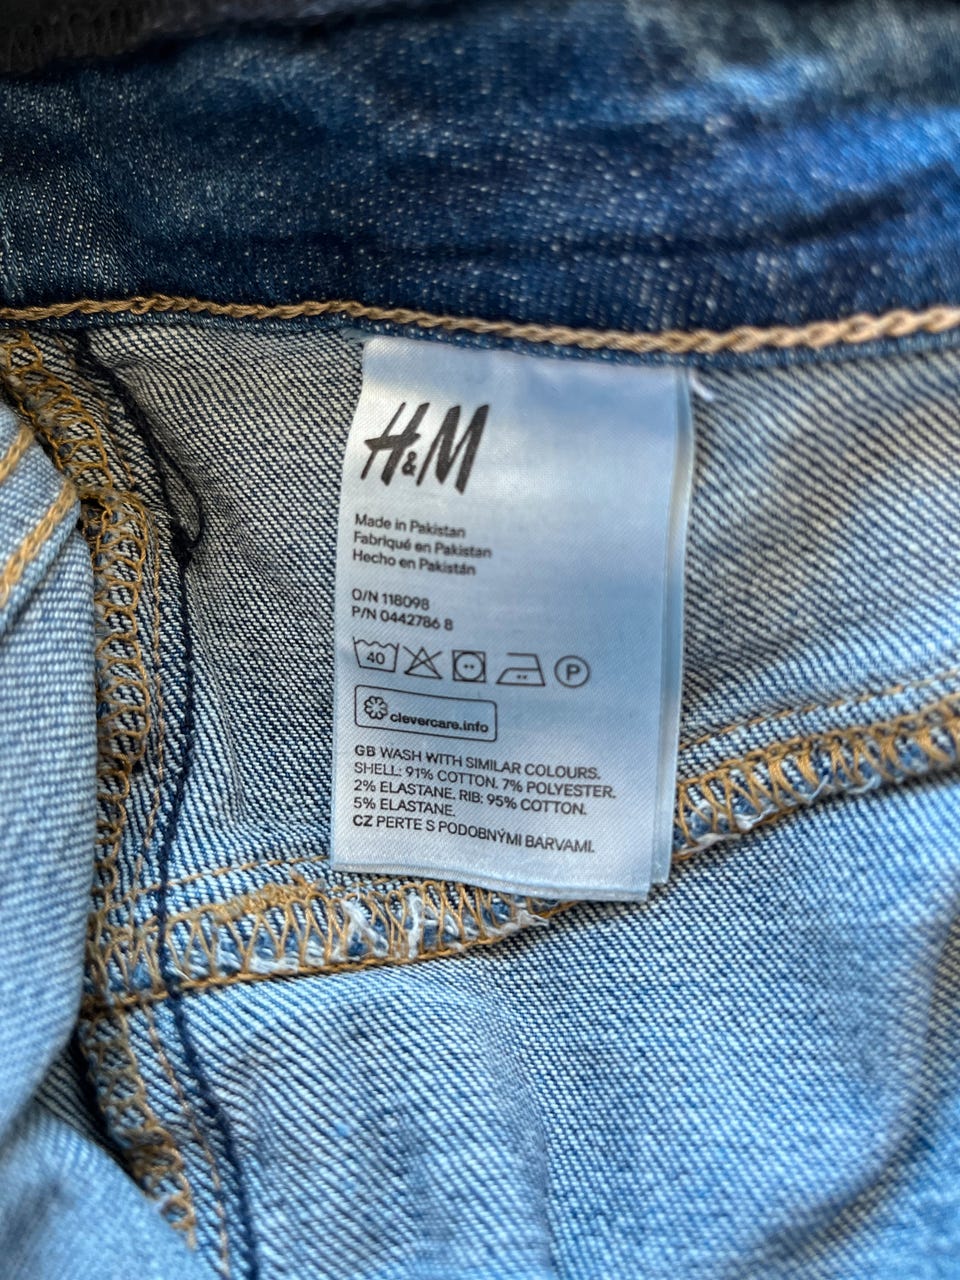 H&M
Made in Pakistan
Fabriqué en Pakistan
Hecho en Pakistán
O/N 118098
P/N 0442786 8
40 P
clevercare.info
GB WASH WITH SIMILAR COLOURS.
SHELL: 91% COTTON. 7% POLYESTER.
2% ELASTANE. RIB: 95% COTTON.
5% ELASTANE.
CZ PERTE S PODOBNÝMI BARVAMI.